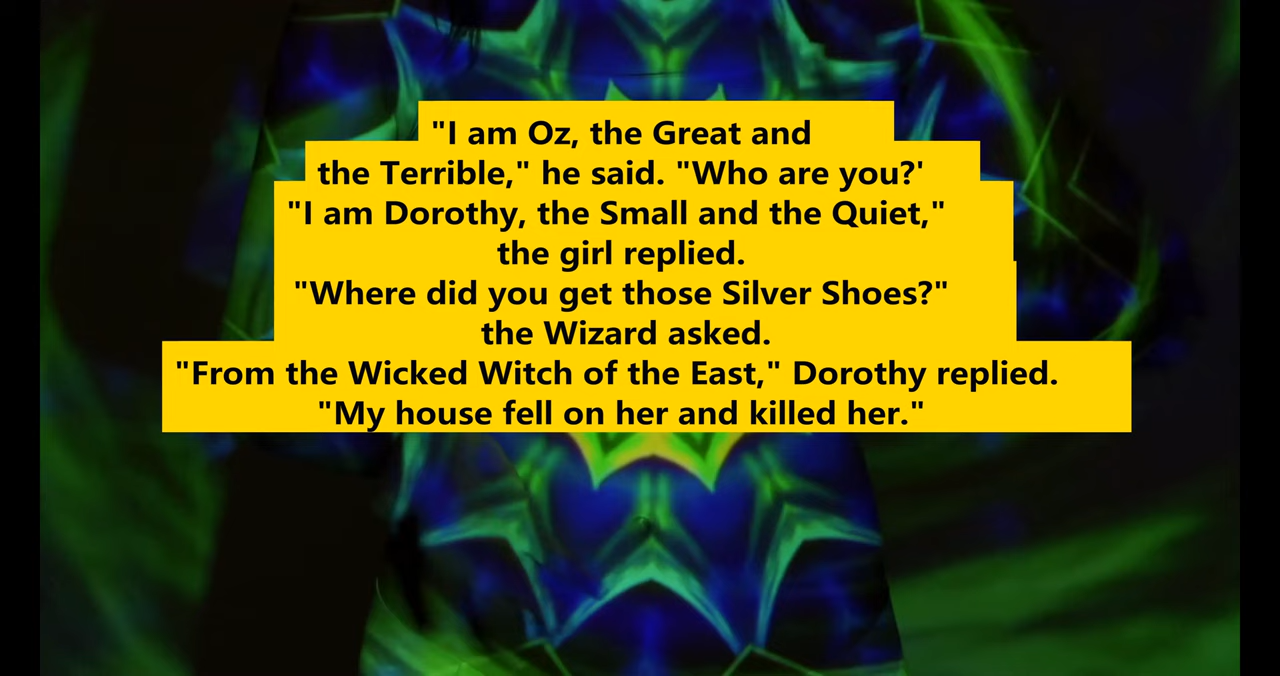 "I am Oz, the Great and
the Terrible," he said. "Who are you?'
"I am Dorothy, the Small and the Quiet,"
the girl replied.
"Where did you get those Silver Shoes?"
the Wizard asked.
"From the Wicked Witch of the East," Dorothy replied.
"My house fell on her and killed her."